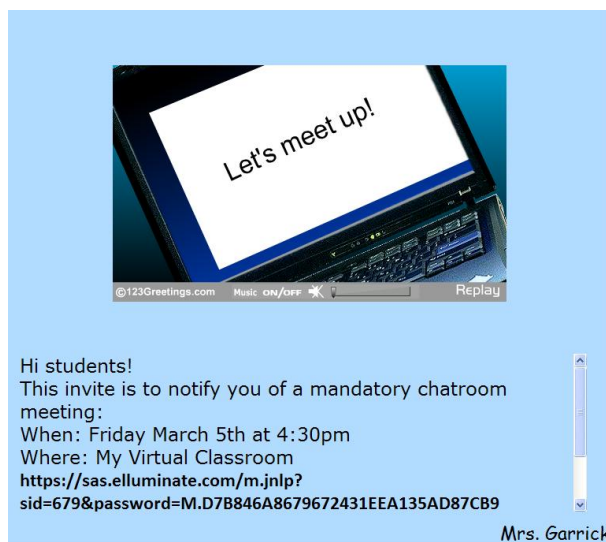 Let's meet up!
©123Greetings.com Music ON/OFF Replay
Hi students!
This invite is to notify you of a mandatory chatroom
meeting:
When: Friday March 5th at 4:30pm
Where: My Virtual Classroom
https://sas.elluminate.com/m.jnlp?
sid=679&password=M.D7B846A8679672431EEA135AD87CB9
Mrs. Garrick